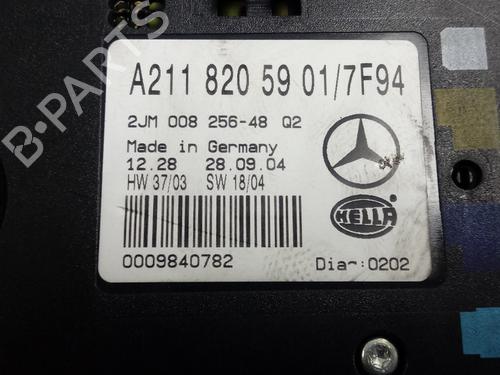 A211 820 59 01/7F94
2JM 008 256-48 Q2
Made in Germany
12.28 28.09.04
HW 37/03 SW 18/04
HELLA
0009840782
Diag:0202
B-PARTS